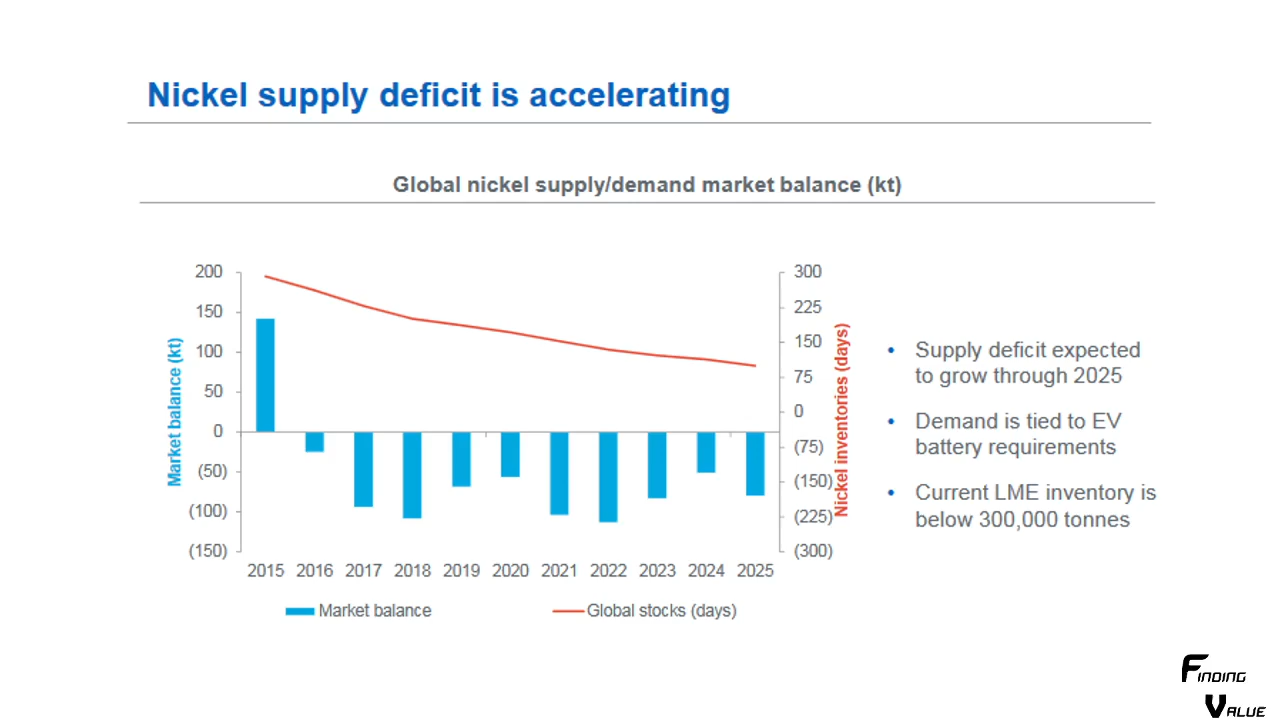 Nickel supply deficit is accelerating
Global nickel supply/demand market balance (kt)
Market balance (kt)
200
150
100
50
0
(50)
(100)
(150)
300
225
150
75
0
(75)
(150)
(225)
(300)
Nickel inventories (days)
2015 2016 2017 2018 2019 2020 2021 2022 2023 2024 2025
Market balance
Global stocks (days)
• Supply deficit expected
to grow through 2025
• Demand is tied to EV
battery requirements
• Current LME inventory is
below 300,000 tonnes
Finding
Value